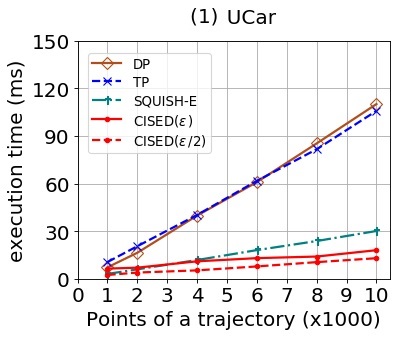 (1) UCar
execution time (ms)
150
120
90
60
30
0
DP
TP
SQUISH-E
CISED(ε)
CISED(ε/2)
0 1 2 3 4 5 6 7 8 9 10
Points of a trajectory (x1000)